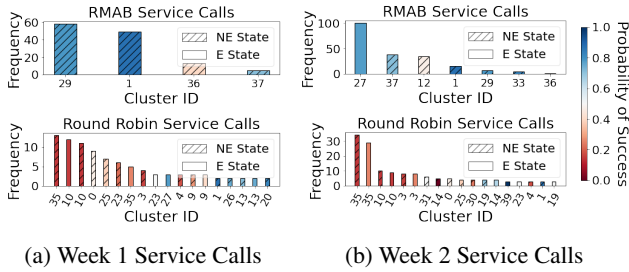 RMAB Service Calls
Frequency
60
40
20
0
NE State
E State
29 1 36 37
Cluster ID
Round Robin Service Calls
Frequency
10
5
0
NE State
E State
35 10 10 0 25 23 35 3 23 27 4 9 9 1 26 13 13 20
Cluster ID
(a) Week 1 Service Calls
RMAB Service Calls
Frequency
100
50
0
NE State
E State
27 37 12 1 29 33 36
Cluster ID
Round Robin Service Calls
Frequency
30
20
10
0
NE State
E State
35 35 10 10 3 3 31 14 0 25 30 19 14 39 23 4 1 19
Cluster ID
(b) Week 2 Service Calls
1.0
0.8
0.6
0.4
0.2
0.0
Probability of Success